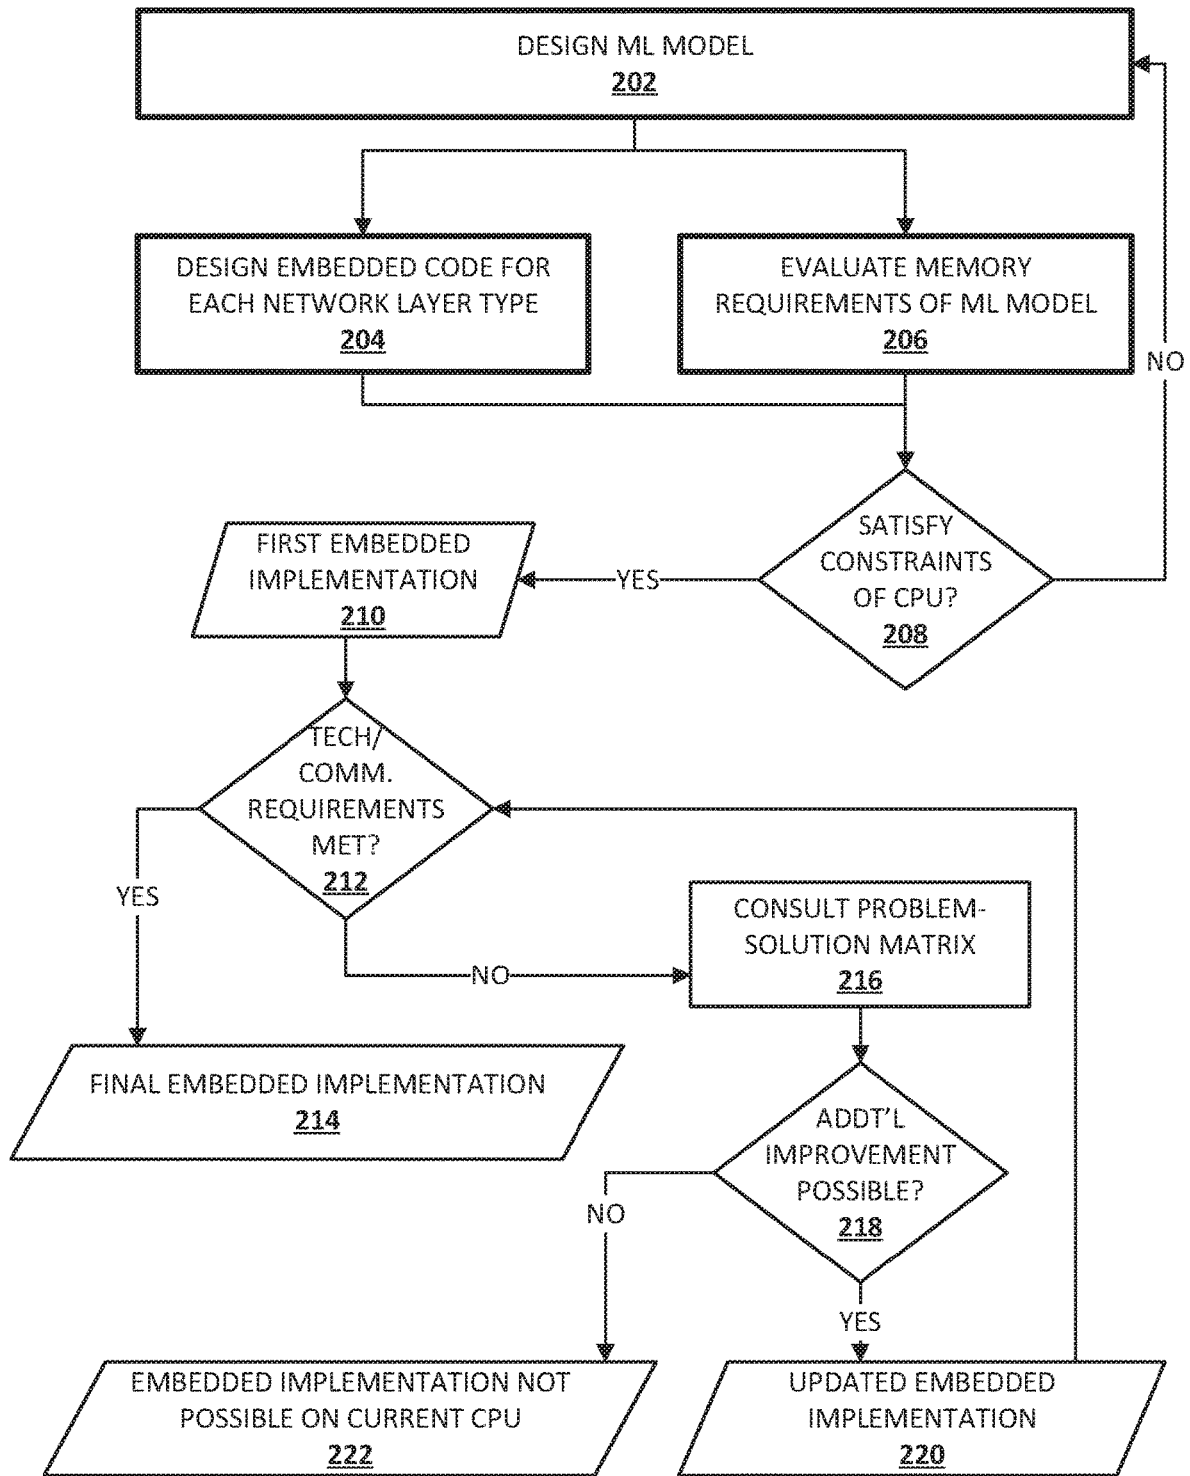 DESIGN ML MODEL
202
DESIGN EMBEDDED CODE FOR
EACH NETWORK LAYER TYPE
204
EVALUATE MEMORY
REQUIREMENTS OF ML MODEL
206
NO
SATISFY
CONSTRAINTS
OF CPU?
208
YES
FIRST EMBEDDED
IMPLEMENTATION
210
TECH/
COMM.
REQUIREMENTS
MET?
212
YES
NO
CONSULT PROBLEM-
SOLUTION MATRIX
216
FINAL EMBEDDED IMPLEMENTATION
214
ADDT'L
IMPROVEMENT
POSSIBLE?
218
NO
YES
EMBEDDED IMPLEMENTATION NOT
POSSIBLE ON CURRENT CPU
222
UPDATED EMBEDDED
IMPLEMENTATION
220